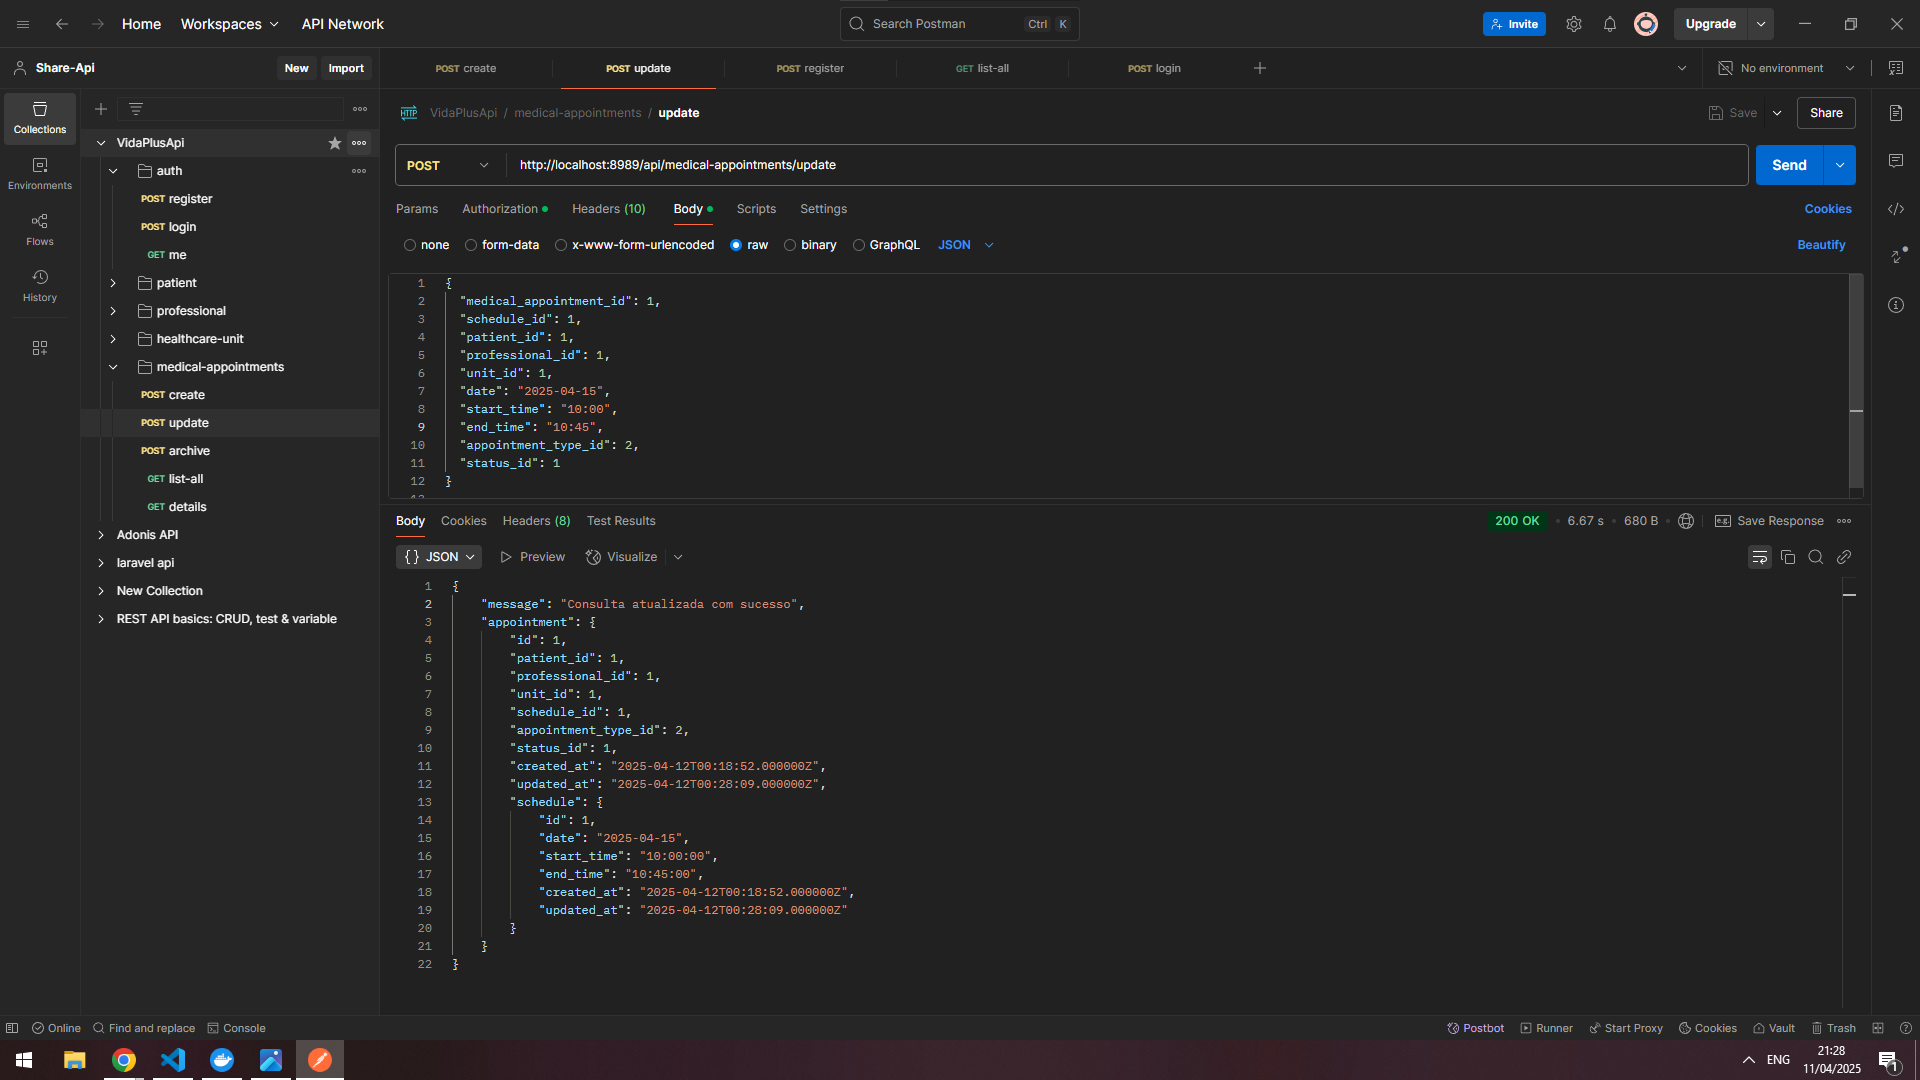 Home Workspaces API Network Search Postman Ctrl K Invite Upgrade
Share-Api New Import POST create POST update POST register GET list-all POST login No environment
Collections
Environments
Flows
History
VidaPlusApi
auth
POST register
POST login
GET me
patient
professional
healthcare-unit
medical-appointments
POST create
POST update
POST archive
GET list-all
GET details
Adonis API
laravel api
New Collection
REST API basics: CRUD, test & variable
HTTP VidaPlusApi / medical-appointments / update Save Share
POST http://localhost:8989/api/medical-appointments/update Send
Params Authorization Headers (10) Body Scripts Settings Cookies
none form-data x-www-form-urlencoded raw binary GraphQL JSON Beautify
1 {
2 "medical_appointment_id": 1,
3 "schedule_id": 1,
4 "patient_id": 1,
5 "professional_id": 1,
6 "unit_id": 1,
7 "date": "2025-04-15",
8 "start_time": "10:00",
9 "end_time": "10:45",
10 "appointment_type_id": 2,
11 "status_id": 1
12 }
Body Cookies Headers (8) Test Results 200 OK • 6.67 s • 680 B • e.g. Save Response
{} JSON Preview Visualize
1 {
2 "message": "Consulta atualizada com sucesso",
3 "appointment": {
4 "id": 1,
5 "patient_id": 1,
6 "professional_id": 1,
7 "unit_id": 1,
8 "schedule_id": 1,
9 "appointment_type_id": 2,
10 "status_id": 1,
11 "created_at": "2025-04-12T00:18:52.000000Z",
12 "updated_at": "2025-04-12T00:28:09.000000Z",
13 "schedule": {
14 "id": 1,
15 "date": "2025-04-15",
16 "start_time": "10:00:00",
17 "end_time": "10:45:00",
18 "created_at": "2025-04-12T00:18:52.000000Z",
19 "updated_at": "2025-04-12T00:28:09.000000Z"
20 }
21 }
22 }
Online Find and replace Console Postbot Runner Start Proxy Cookies Vault Trash
ENG 21:28
11/04/2025 1